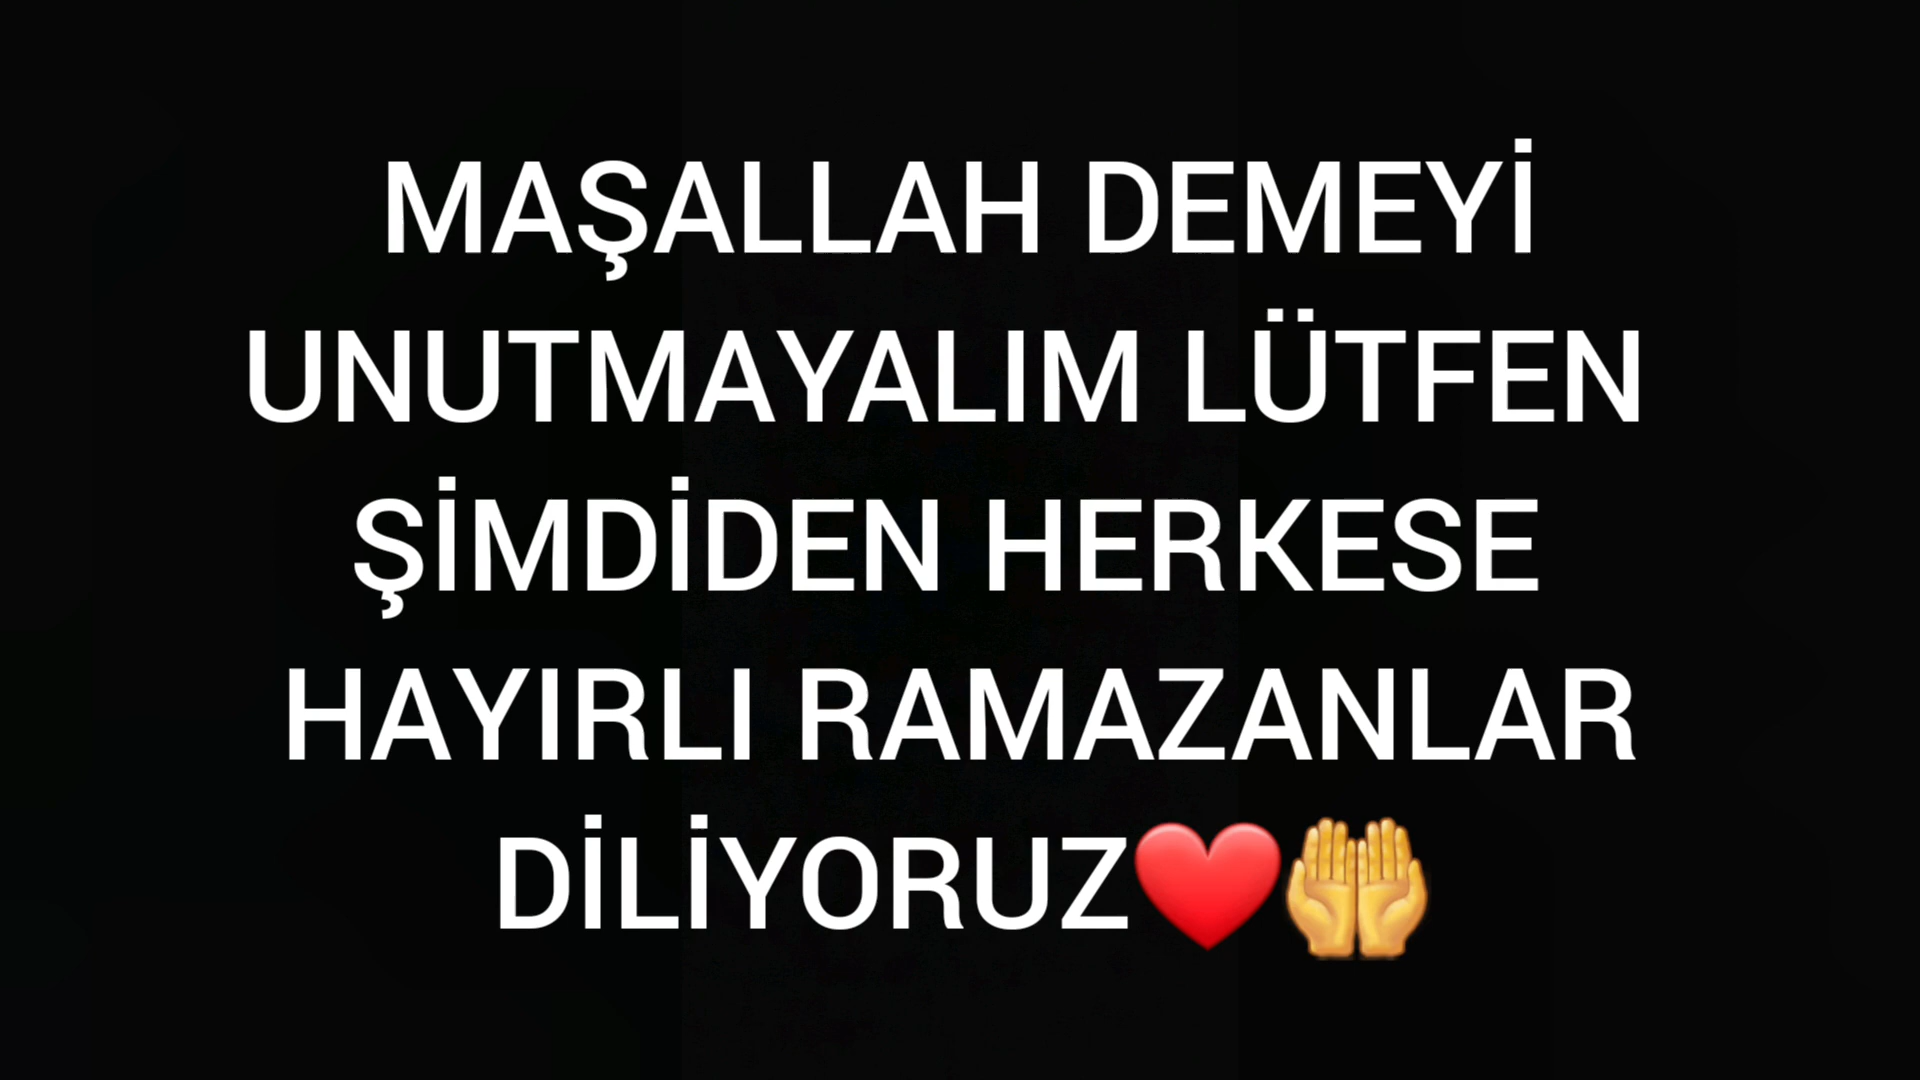 MAŞALLAH DEMEYİ
UNUTMAYALIM LÜTFEN
ŞİMDİDEN HERKESE
HAYIRLI RAMAZANLAR
DİLİYORUZ❤️🤲